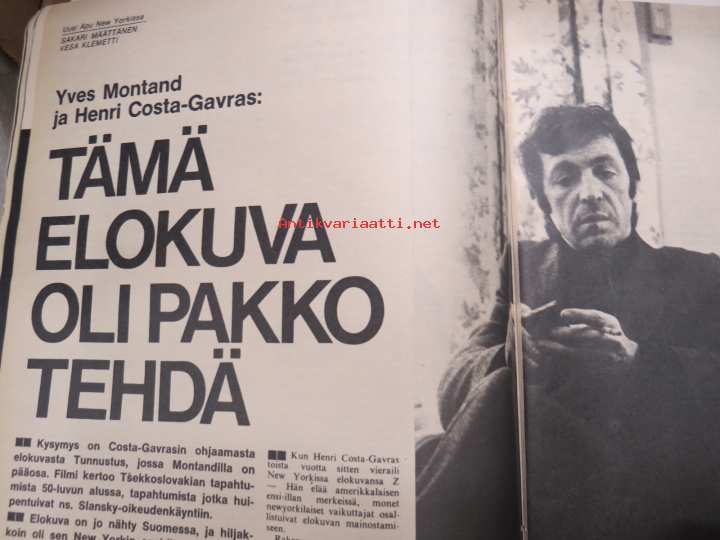 Uusi Apu New Yorkissa
SAKARI MÄÄTTÄNEN
VESA KLEMETTI
Yves Montand
ja Henri Costa-Gavras:
TÄMÄ
ELOKUVA
OLI PAKKO
TEHDÄ
Antikvariaatti.net
Kysymys on Costa-Gavrasin ohjaamasta
elokuvasta Tunnustus, jossa Montandilla on
pääosa. Filmi kertoo Tšekkoslovakian tapahtu-
mista 50-luvun alussa, tapahtumista jotka hui-
pentuivat ns. Slansky-oikeudenkäyntiin.
Elokuva on jo nähty Suomessa, ja hiljak-
koin oli sen New Yorkin
Kun Henri Costa-Gavras
toista vuotta sitten vieraili
New Yorkissa elokuvansa Z
— Hän elää amerikkalaisen
ensi-illan merkeissä, monet
newyorkilaiset vaikuttajat osal-
listuivat elokuvan mainostami-
seen.